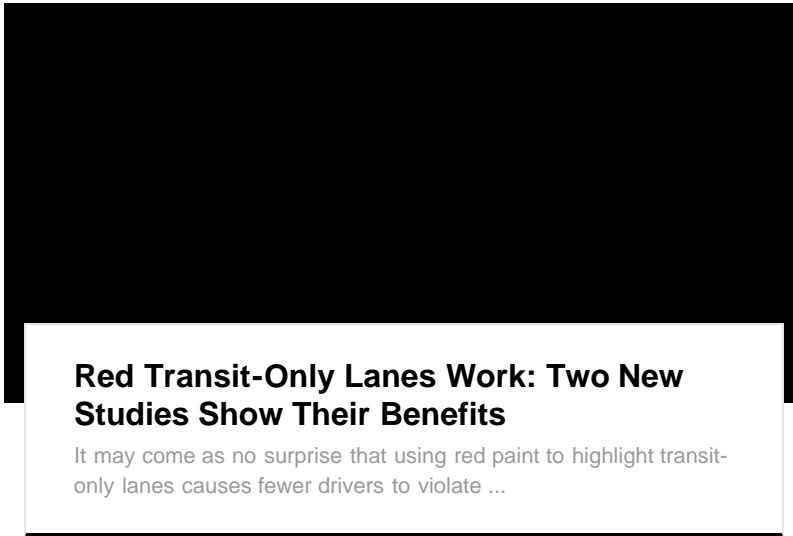 Red Transit-Only Lanes Work: Two New
Studies Show Their Benefits
It may come as no surprise that using red paint to highlight transit-
only lanes causes fewer drivers to violate ...